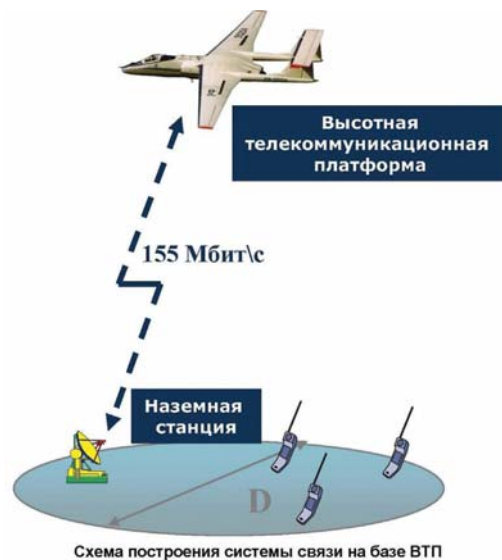 Высотная
телекоммуникационная
платформа
155 Мбит\с
Наземная
станция
D
Схема построения системы связи на базе ВТП